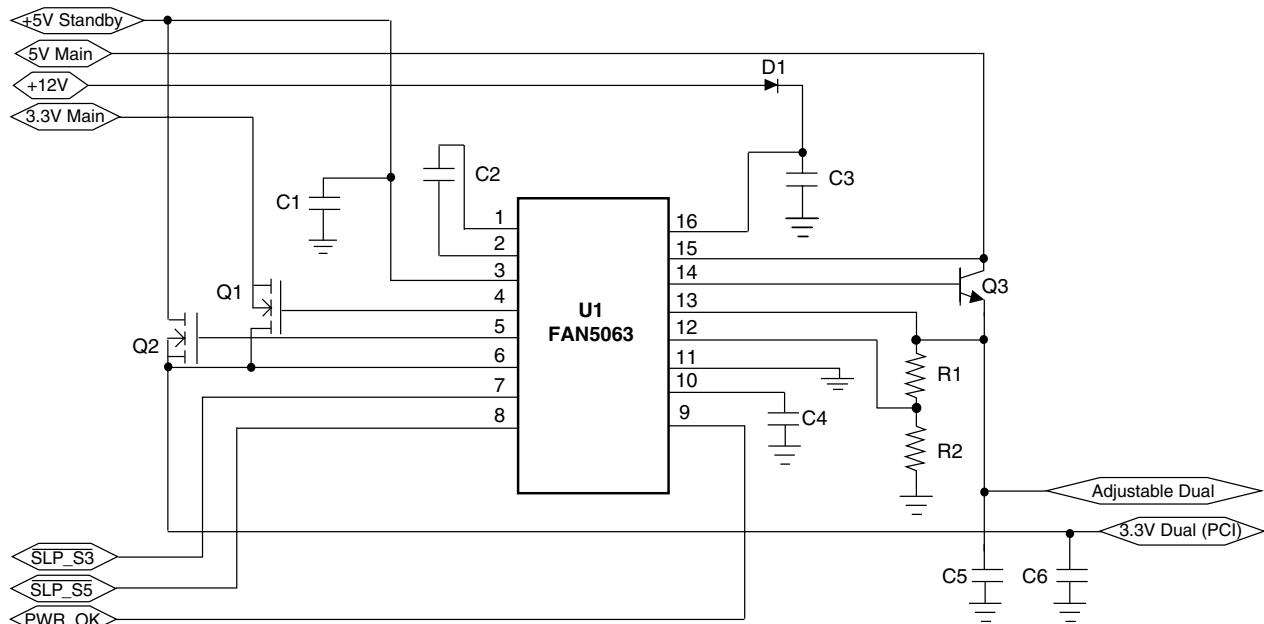 +5V Standby
5V Main
+12V
3.3V Main
D1
C1
C2
C3
1
2
3
4
5
6
7
8
U1
FAN5063
16
15
14
13
12
11
10
9
Q1
Q2
Q3
R1
C4
R2
Adjustable Dual
3.3V Dual (PCI)
SLP_S3
SLP_S5
PWR_OK
C5
C6